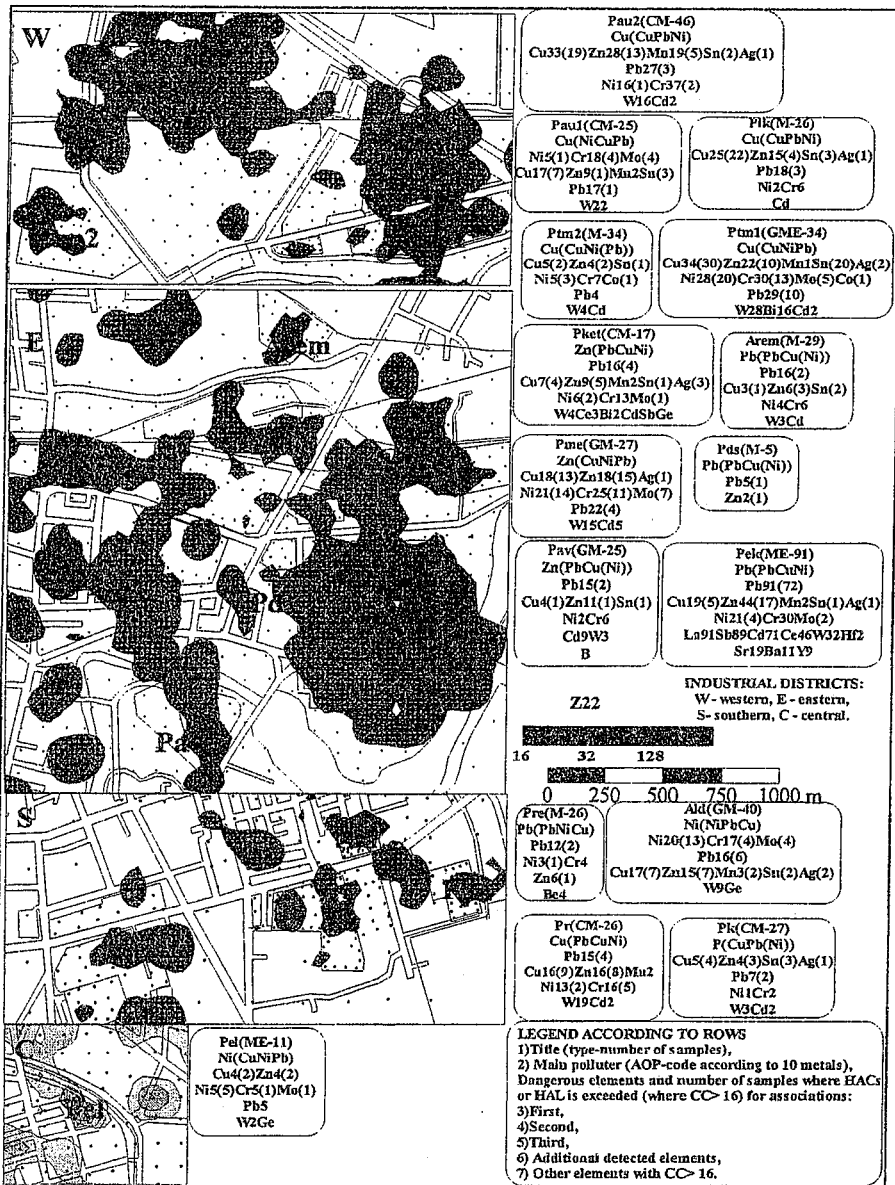 W
Pau2(CM-46)
Cu(CuPbNi)
Cu33(19)Zn28(13)Mn19(5)Sn(2)Ag(1)
Pb27(3)
Ni16(1)Cr37(2)
W16Cd2
Pau1(CM-25)
Cu(NiCuPb)
Ni5(1)Cr18(4)Mo(4)
Cu17(7)Zn9(1)Mn2Sn(3)
Pb17(1)
W22
Plk(M-26)
Cu(CuPbNi)
Cu25(22)Zn15(4)Sn(3)Ag(1)
Pb18(3)
Ni2Cr6
Cd
Ptm2(M-34)
Cu(CuNi(Pb)
Cu5(2)Zn4(2)Sn(1)
Ni5(3)Cr7Co(1)
Pb4
W4Cd
Ptm1(GME-34)
Cu(CuNiPb)
Cu34(30)Zn22(10)Mn1Sn(20)Ag(2)
Ni28(20)Cr30(13)Mo(5)Co(1)
Pb29(10)
W28Bi16Cd2
E
em
Pket(CM-17)
Zn(PbCuNi)
Pb16(4)
Cu7(4)Zn9(5)Mn2Sn(1)Ag(3)
Ni6(2)Cr13Mo(1)
W4Ce3Bi2CdSbGe
Arem(M-29)
Pb(PbCu(Ni))
Pb16(2)
Cu3(1)Zn6(3)Sn(2)
Ni4Cr6
W3Cd
Pme(GM-27)
Zn(CuNiPb)
Cu18(13)Zn18(15)Ag(1)
Ni21(14)Cr25(11)Mo(7)
Pb22(4)
W15Cd5
Pds(M-5)
Pb(PbCu(Ni))
Pb5(1)
Zn2(1)
Pav(GM-25)
Zn(PbCu(Ni))
Pb15(2)
Cu4(1)Zn11(1)Sn(1)
Ni2Cr6
Cd9W3
B
Pek(ME-91)
Pb(PbCuNi)
Pb91(72)
Cu19(5)Zn44(17)Mn2Sn(1)Ag(1)
Ni21(4)Cr30Mo(2)
La91Sb89Cd71Ce46W32Hf2
Sr19Ba11Y9
Pa
Z22
INDUSTRIAL DISTRICTS:
W - western, E - eastern,
S- southern, C - central.
16 32 128
0 250 500 750 1000 m
S
Pre(M-26)
Pb(PbNiCu)
Pb12(2)
Ni3(1)Cr4
Zn6(1)
Be4
Ald(GM-40)
Ni(NiPbCu)
Ni20(13)Cr17(4)Mo(4)
Pb16(6)
Cu17(7)Zn15(7)Mn3(2)Sn(2)Ag(2)
W9Ge
Pr(CM-26)
Cu(PbCuNi)
Pb15(4)
Cu16(9)Zn16(8)Mn2
Ni13(2)Cr16(5)
W19Cd2
Pk(CM-27)
P(CuPb(Ni))
Cu5(4)Zn4(3)Sn(3)Ag(1)
Pb7(2)
Ni1Cr2
W3Cd2
C
Pel
Pel(ME-11)
Ni(CuNiPb)
Cu4(2)Zn4(2)
Ni5(5)Cr5(1)Mo(1)
Pb5
W2Ge
LEGEND ACCORDING TO ROWS
1)Title (type-number of samples),
2) Main polluter (AOP-code according to 10 metals),
Dangerous elements and number of samples where HACs
or HAL is exceeded (where CC> 16) for associations:
3)First,
4)Second,
5)Third,
6) Additional detected elements,
7) Other elements with CC> 16.